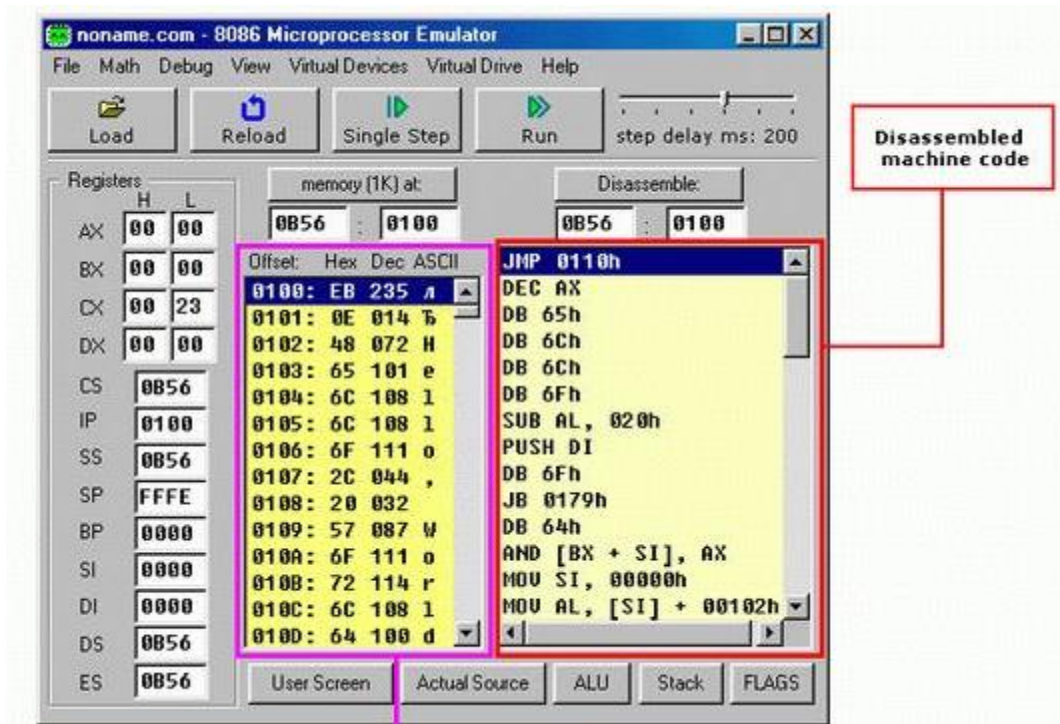 noname.com - 8086 Microprocessor Emulator
File Math Debug View Virtual Devices Virtual Drive Help
Load Reload Single Step Run step delay ms: 200
Disassembled
machine code
Registers
H L
AX 00 00
BX 00 00
CX 00 23
DX 00 00
CS 0B56
IP 0100
SS 0B56
SP FFFE
BP 0000
SI 0000
DI 0000
DS 0B56
ES 0B56
memory (1K) at:
0B56 : 0100
Offset: Hex Dec ASCII
0100: EB 235 л
0101: 0E 014 Ъ
0102: 48 072 H
0103: 65 101 e
0104: 6C 108 l
0105: 6C 108 l
0106: 6F 111 o
0107: 2C 044 ,
0108: 20 032
0109: 57 087 W
010A: 6F 111 o
010B: 72 114 r
010C: 6C 108 l
010D: 64 100 d
Disassemble:
0B56 : 0100
JMP 0110h
DEC AX
DB 65h
DB 6Ch
DB 6Ch
DB 6Fh
SUB AL, 020h
PUSH DI
DB 6Fh
JB 0179h
DB 64h
AND [BX + SI], AX
MOV SI, 00000h
MOV AL, [SI] + 00102h
User Screen Actual Source ALU Stack FLAGS